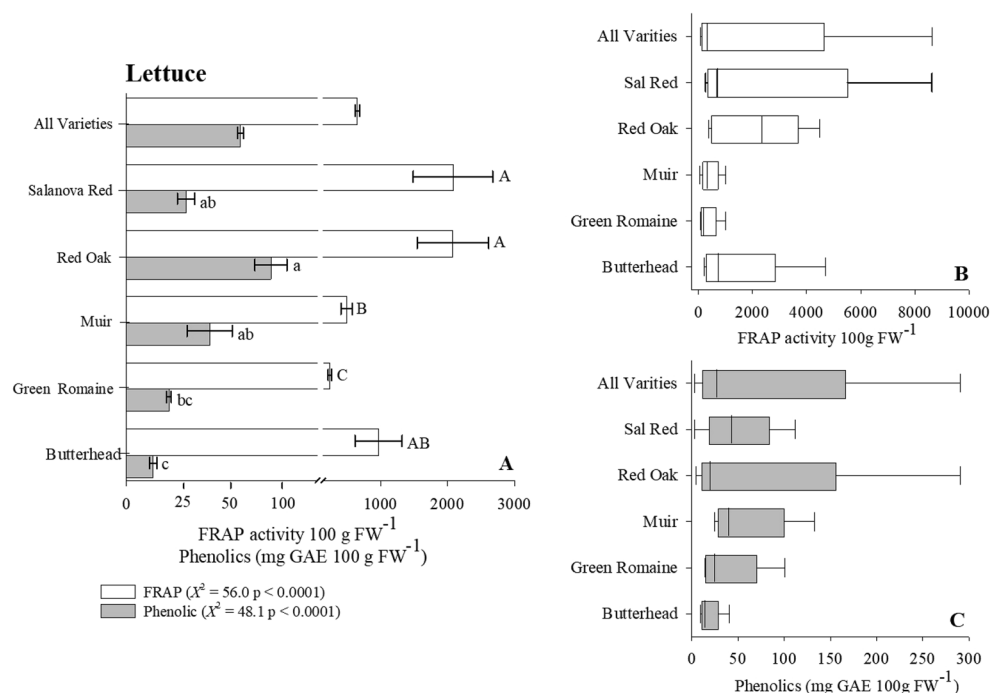 Lettuce
All Varieties
Salanova Red
A
ab
Red Oak
A
a
Muir
B
ab
Green Romaine
C
bc
Butterhead
AB
c
A
0 25 50 100 1000 2000 3000
FRAP activity 100 g FW⁻¹
Phenolics (mg GAE 100 g FW⁻¹)
FRAP (X² = 56.0 p < 0.0001)
Phenolic (X² = 48.1 p < 0.0001)
All Varities
Sal Red
Red Oak
Muir
Green Romaine
Butterhead
B
0 2000 4000 6000 8000 10000
FRAP activity 100g FW⁻¹
All Varities
Sal Red
Red Oak
Muir
Green Romaine
Butterhead
C
0 50 100 150 200 250 300
Phenolics (mg GAE 100g FW⁻¹)